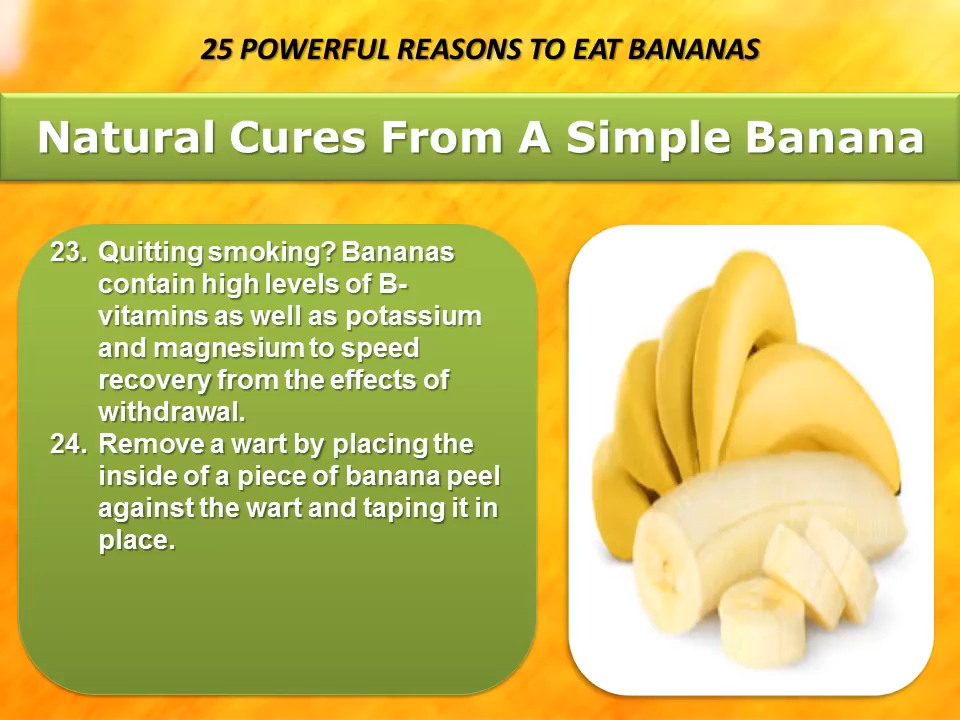 25 POWERFUL REASONS TO EAT BANANAS
Natural Cures From A Simple Banana
23. Quitting smoking? Bananas
contain high levels of B-
vitamins as well as potassium
and magnesium to speed
recovery from the effects of
withdrawal.
24. Remove a wart by placing the
inside of a piece of banana peel
against the wart and taping it in
place.